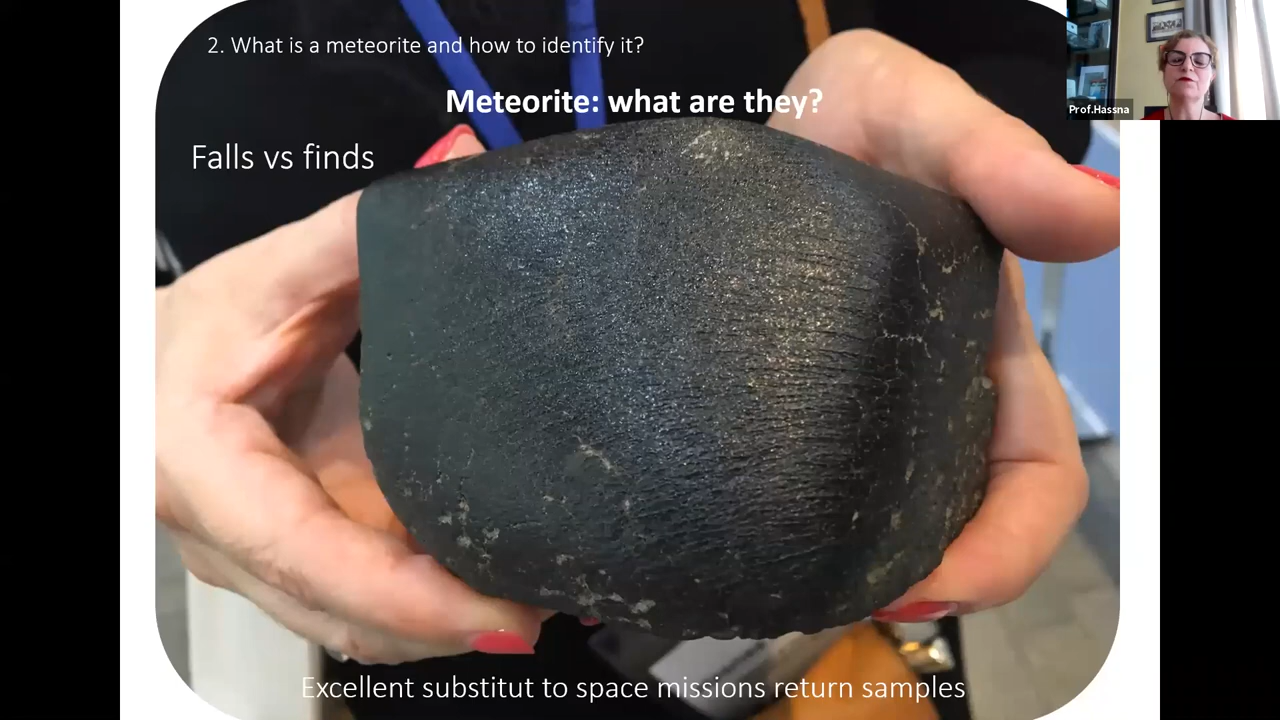 2. What is a meteorite and how to identify it?
Meteorite: what are they?
Falls vs finds
Excellent substitut to space missions return samples
Prof.Hassna